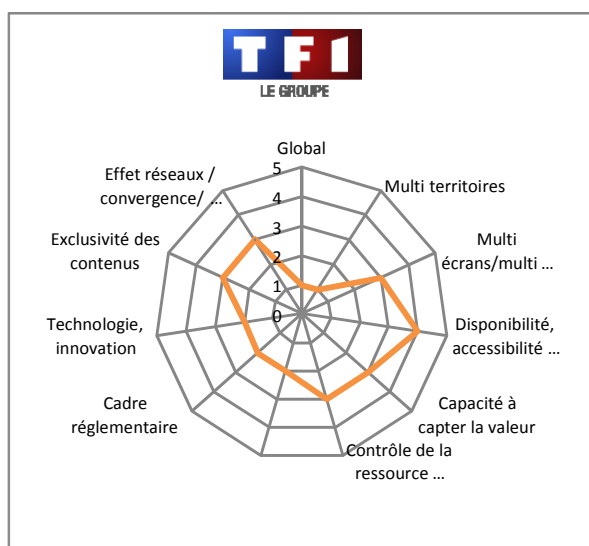 TF1
LE GROUPE
Global
Multi territoires
Multi
écrans/multi ...
Disponibilité,
accessibilité ...
Capacité à
capter la valeur
Contrôle de la
ressource ...
Cadre
réglementaire
Technologie,
innovation
Exclusivité des
contenus
Effet réseaux /
convergence/ ...
5
4
3
2
1
0